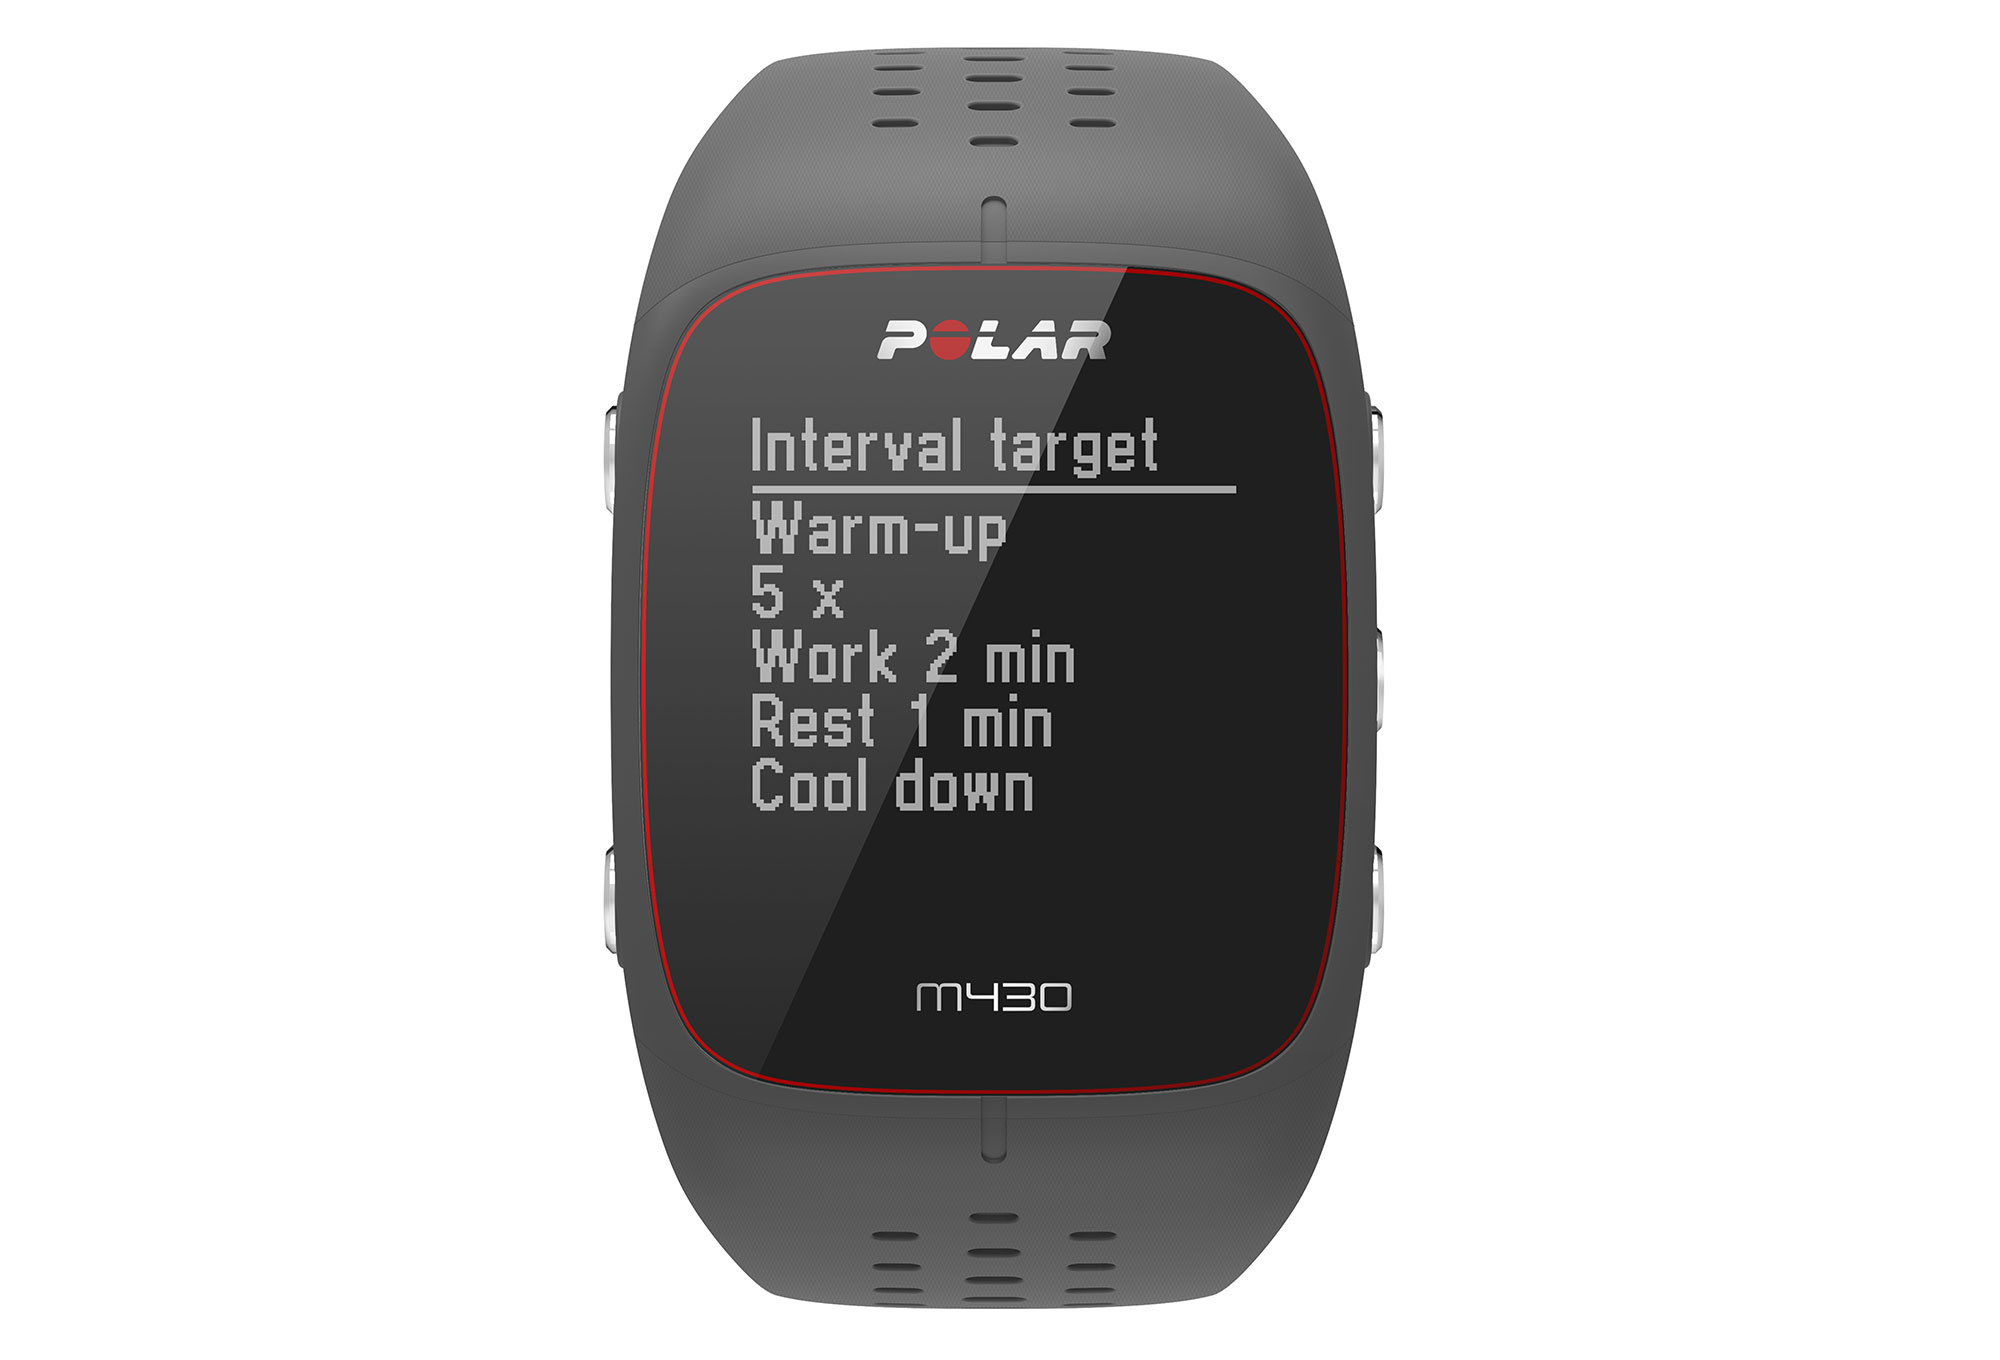 POLAR
Interval target
Warm-up
5 x
Work 2 min
Rest 1 min
Cool down
M430